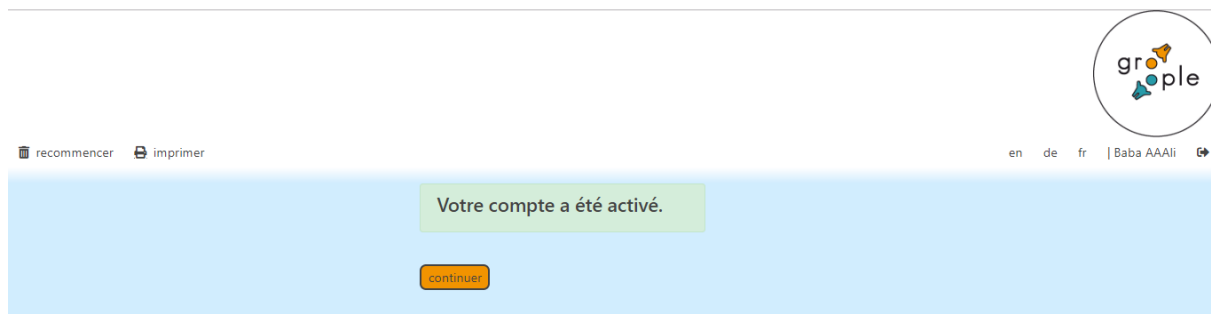 groople
recommencer imprimer
en de fr | Baba AAAli
Votre compte a été activé.
continuer